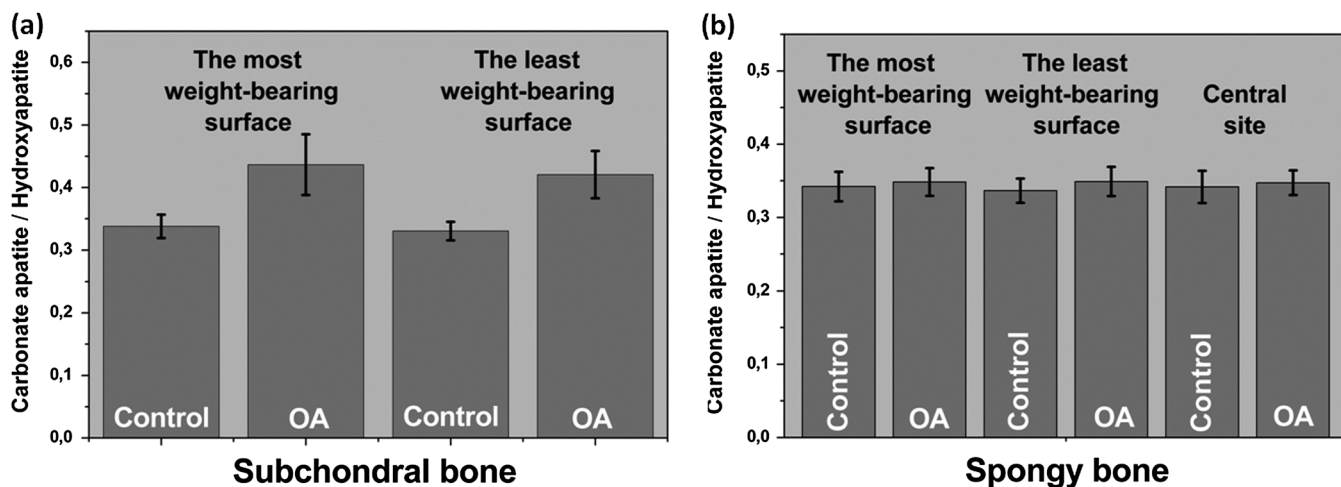 (a)
Carbonate apatite / Hydroxyapatite
0,6
0,5
0,4
0,3
0,2
0,1
0,0
The most
weight-bearing
surface
The least
weight-bearing
surface
Control
OA
Control
OA
Subchondral bone
(b)
Carbonate apatite / Hydroxyapatite
0,5
0,4
0,3
0,2
0,1
0,0
The most
weight-bearing
surface
The least
weight-bearing
surface
Central
site
Control
OA
Control
OA
Control
OA
Spongy bone